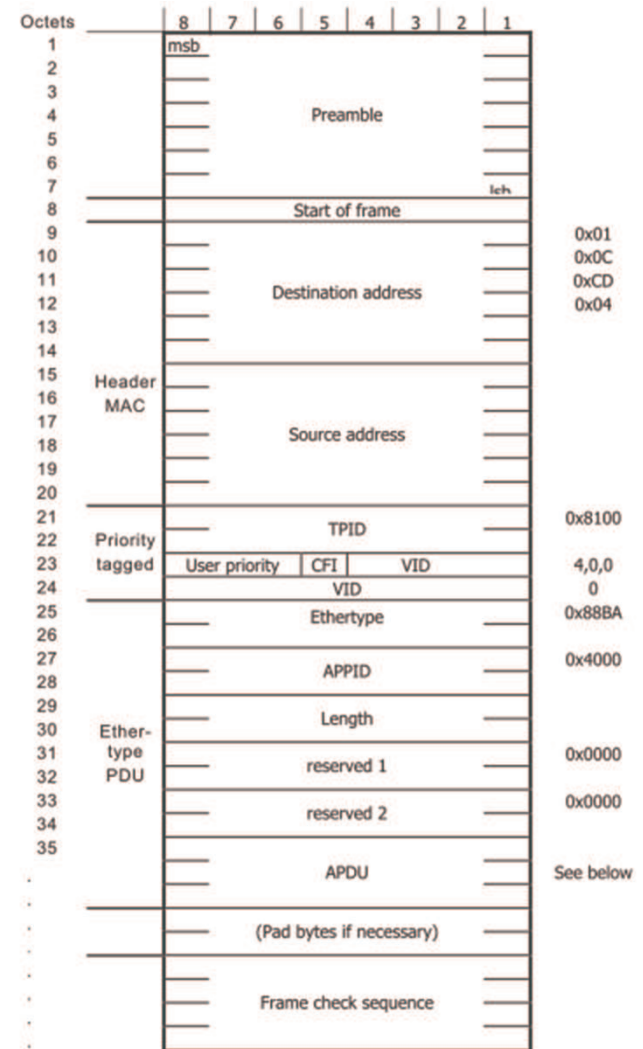 Octets 8 7 6 5 4 3 2 1
1 msb
2
3
4 Preamble
5
6
7 lsb
8 Start of frame
9 0x01
10 0x0C
11 0xCD
12 Destination address 0x04
13
14
15
16 Header
17 MAC
18 Source address
19
20
21 0x8100
22 Priority TPID
23 tagged User priority CFI VID 4,0,0
24 VID 0
25 Ethertype 0x88BA
26
27 0x4000
28 APPID
29 Length
30 Ether-
31 type reserved 1 0x0000
32 PDU
33 reserved 2 0x0000
34
35
APDU See below
(Pad bytes if necessary)
Frame check sequence